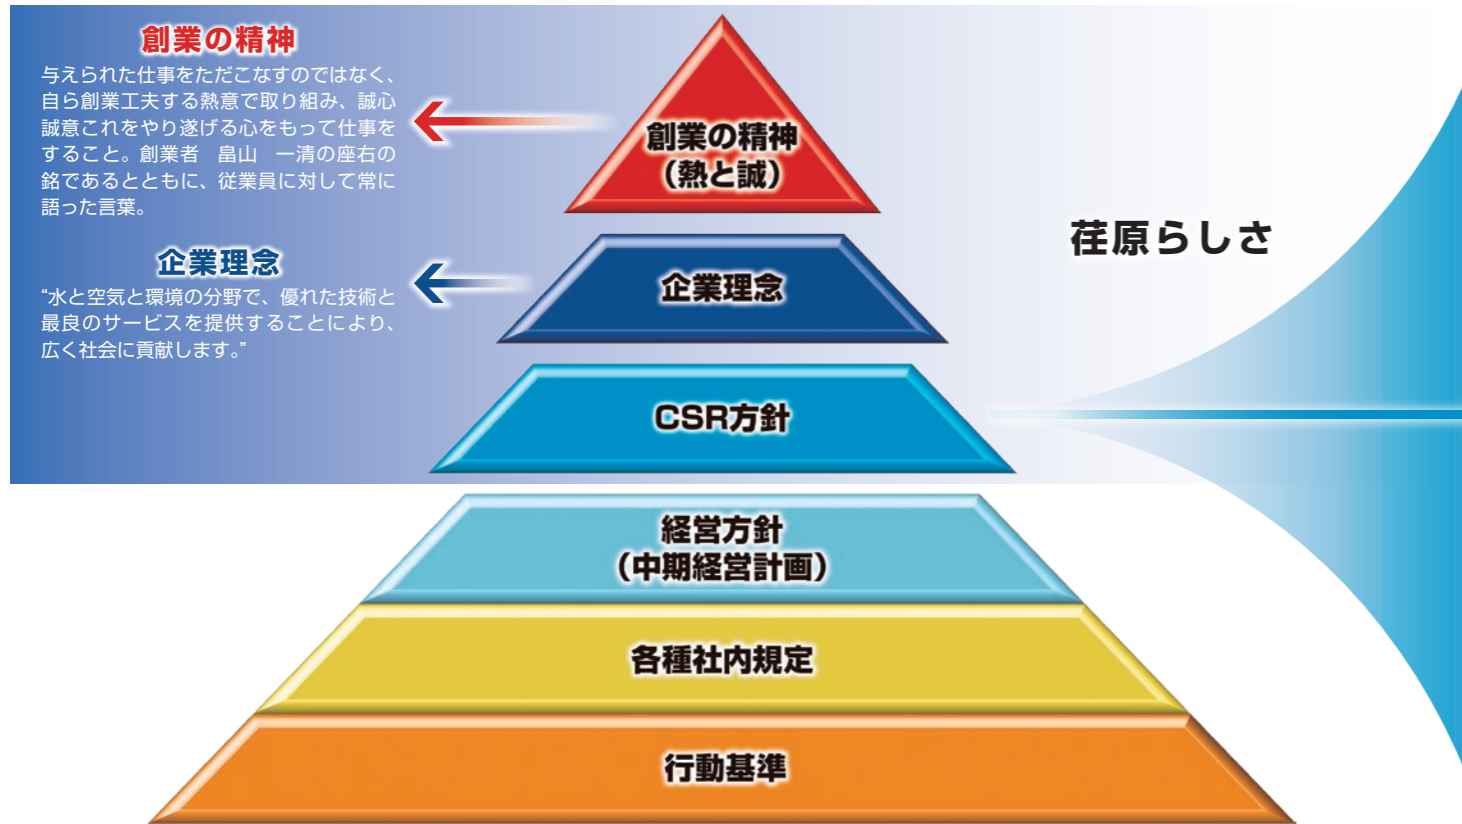 創業の精神
与えられた仕事をただこなすのではなく、
自ら創業工夫する熱意で取り組み、誠心
誠意これをやり遂げる心をもって仕事を
すること。創業者　畠山　一清の座右の
銘であるとともに、従業員に対して常に
語った言葉。
企業理念
“水と空気と環境の分野で、優れた技術と
最良のサービスを提供することにより、
広く社会に貢献します。”
創業の精神
（熱と誠）
企業理念
CSR方針
経営方針
（中期経営計画）
各種社内規定
行動基準
荏原らしさ